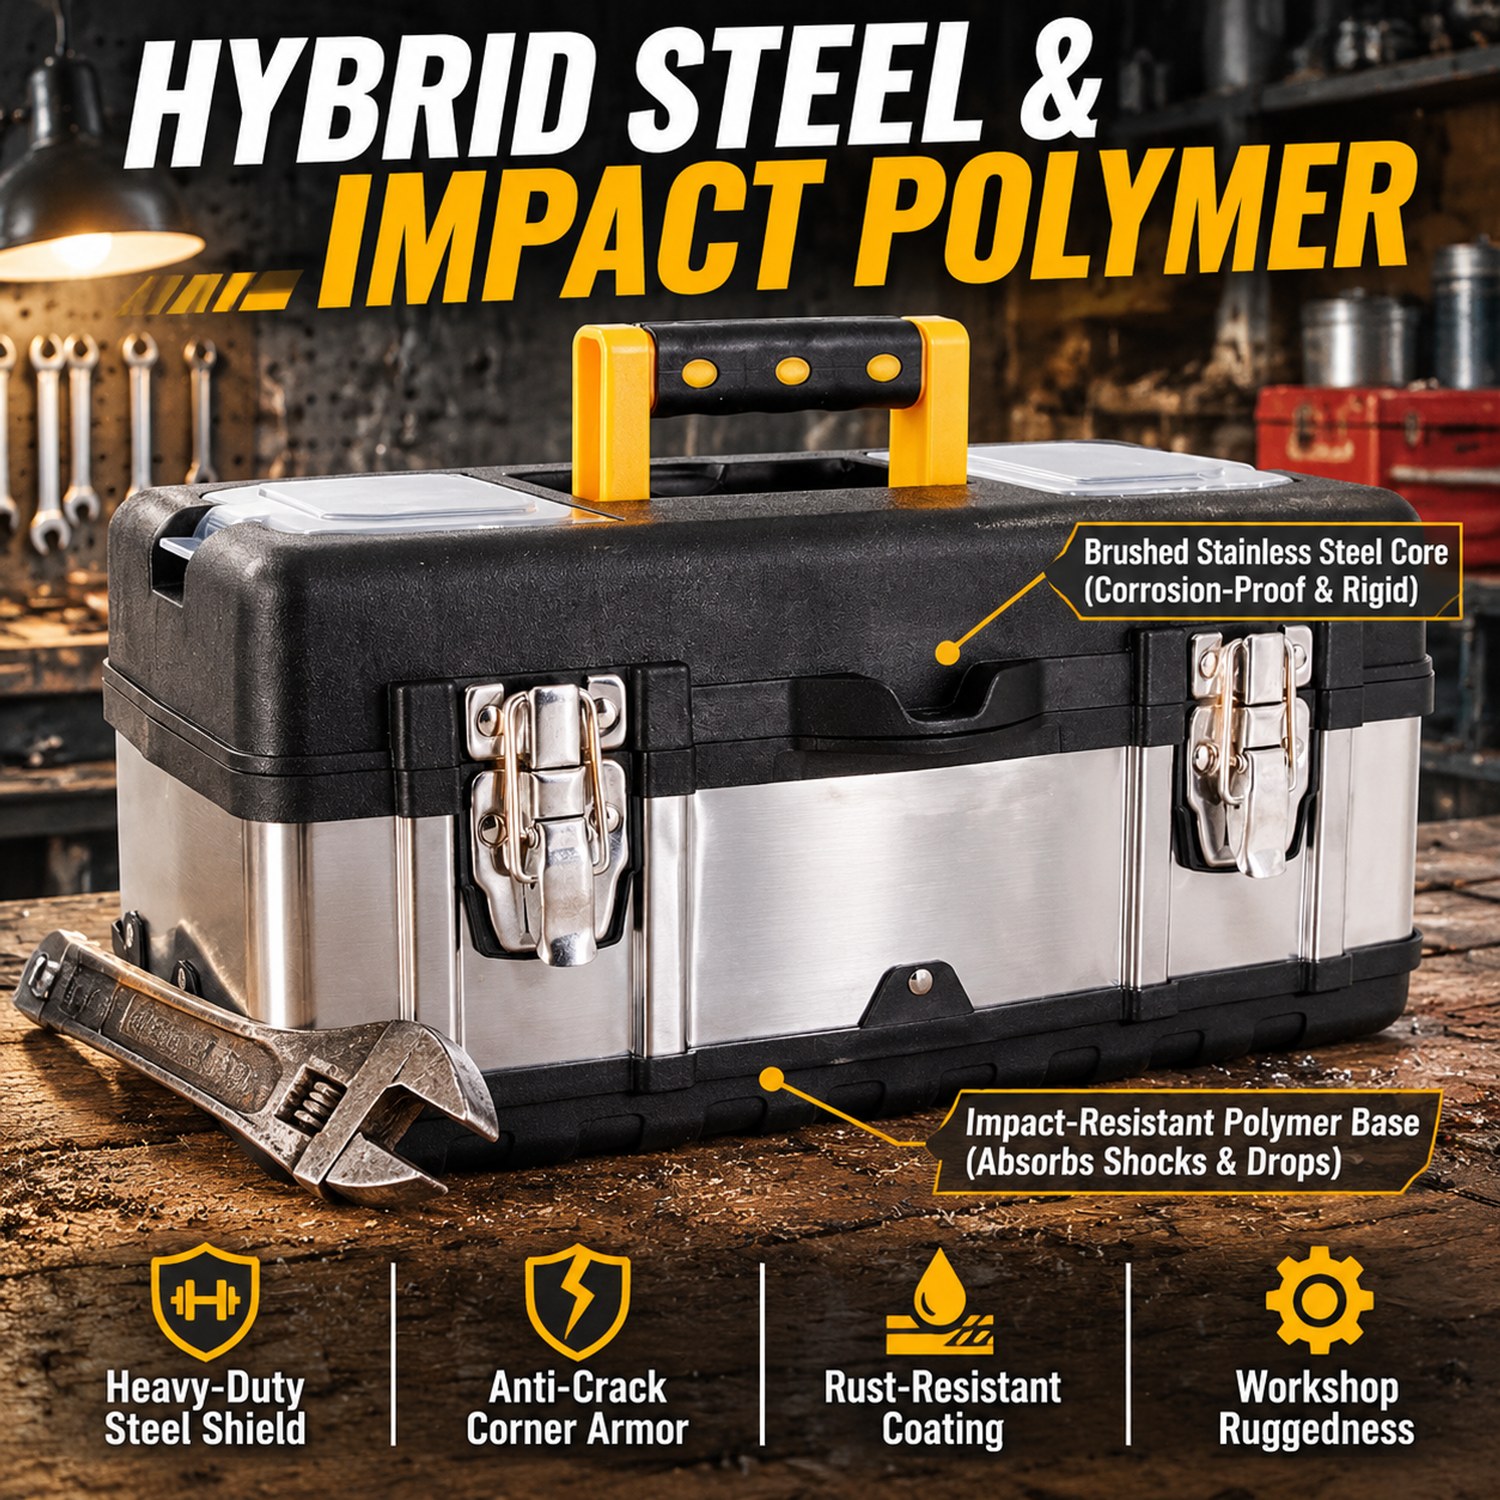 HYBRID STEEL &
IMPACT POLYMER
Brushed Stainless Steel Core
(Corrosion-Proof & Rigid)
Impact-Resistant Polymer Base
(Absorbs Shocks & Drops)
Heavy-Duty
Steel Shield
Anti-Crack
Corner Armor
Rust-Resistant
Coating
Workshop
Ruggedness